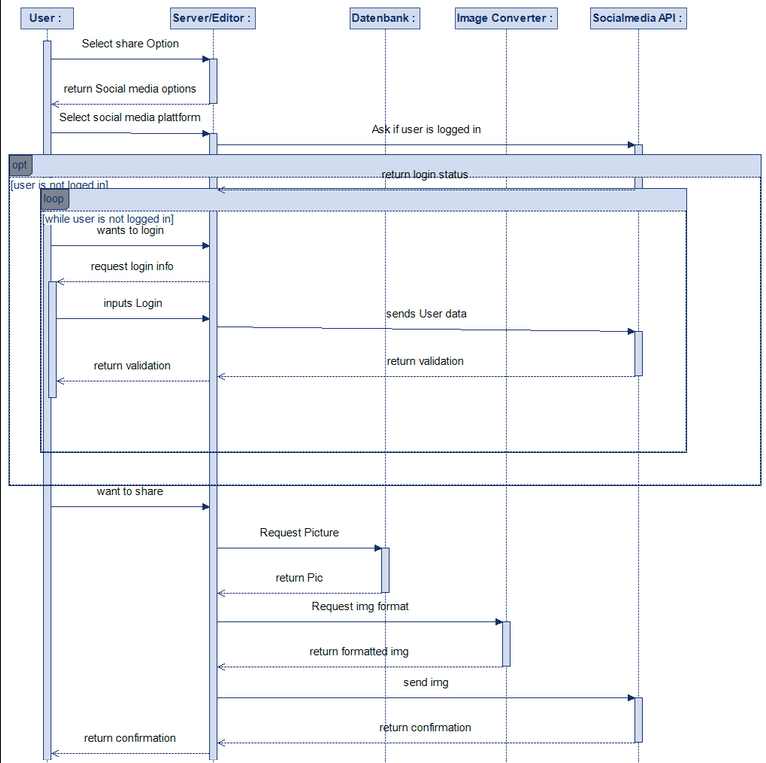 User :
Server/Editor :
Datenbank :
Image Converter :
Socialmedia API :
Select share Option
return Social media options
Select social media plattform
Ask if user is logged in
opt
return login status
[user is not loged in]
loop
[while user is not logged in]
wants to login
request login info
inputs Login
sends User data
return validation
return validation
want to share
Request Picture
return Pic
Request img format
return formatted img
send img
return confirmation
return confirmation